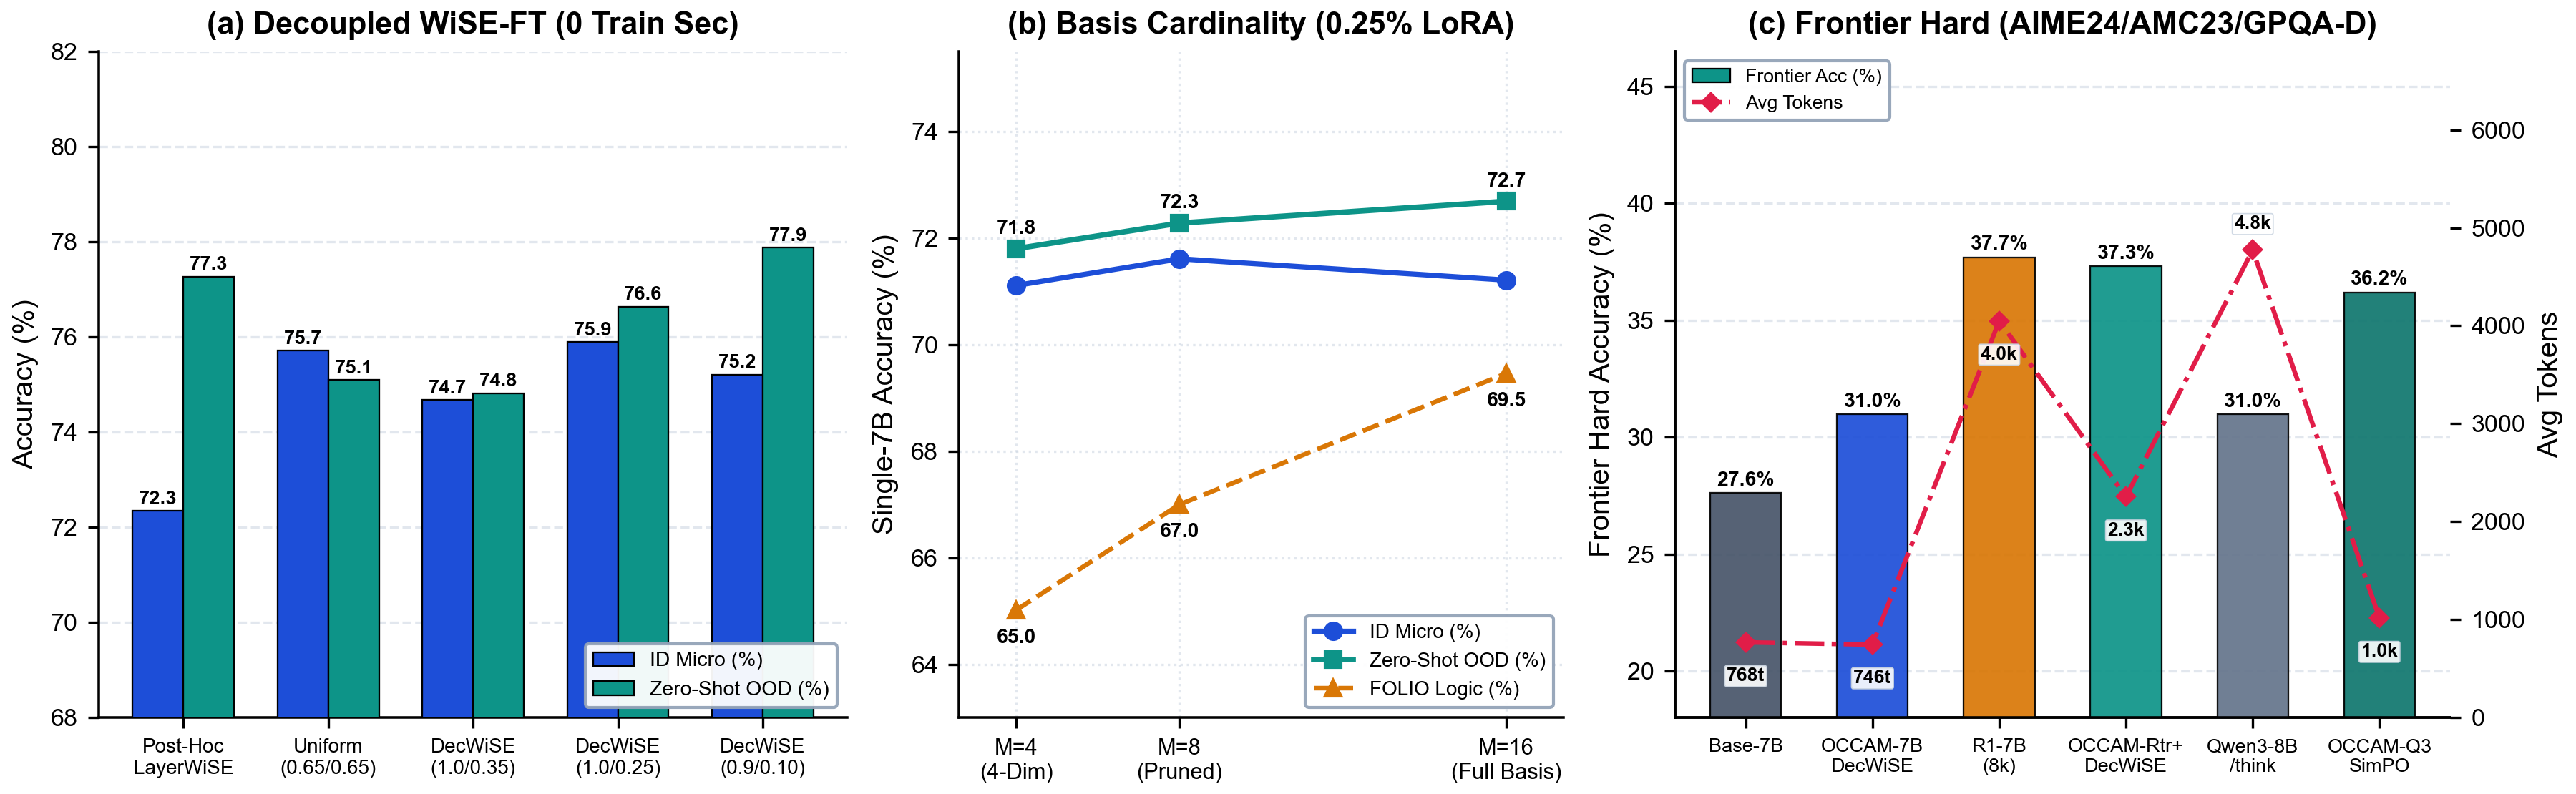 (a) Decoupled WiSE-FT (0 Train Sec)
Accuracy (%)
82
80
78
76
74
72
70
68
72.3
77.3
75.7
75.1
74.7
74.8
75.9
76.6
75.2
77.9
ID Micro (%)
Zero-Shot OOD (%)
Post-Hoc
LayerWiSE
Uniform
(0.65/0.65)
DecWiSE
(1.0/0.35)
DecWiSE
(1.0/0.25)
DecWiSE
(0.9/0.10)
(b) Basis Cardinality (0.25% LoRA)
Single-7B Accuracy (%)
74
72
70
68
66
64
71.8
72.3
72.7
65.0
67.0
69.5
ID Micro (%)
Zero-Shot OOD (%)
FOLIO Logic (%)
M=4
(4-Dim)
M=8
(Pruned)
M=16
(Full Basis)
(c) Frontier Hard (AIME24/AMC23/GPQA-D)
Frontier Hard Accuracy (%)
45
40
35
30
25
20
Frontier Acc (%)
Avg Tokens
27.6%
31.0%
37.7%
37.3%
31.0%
36.2%
768t
746t
4.0k
2.3k
4.8k
1.0k
Base-7B
OCCAM-7B
DecWiSE
R1-7B
(8k)
OCCAM-Rtr+
DecWiSE
Qwen3-8B
/think
OCCAM-Q3
SimPO
6000
5000
4000
3000
2000
1000
0
Avg Tokens